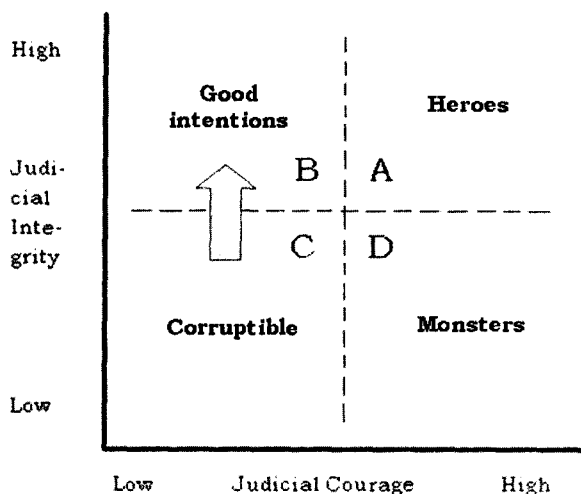 High
Good
intentions
Heroes
Judi-
cial
Inte-
grity
B
A
C
D
Corruptible
Monsters
Low
Low
Judicial Courage
High